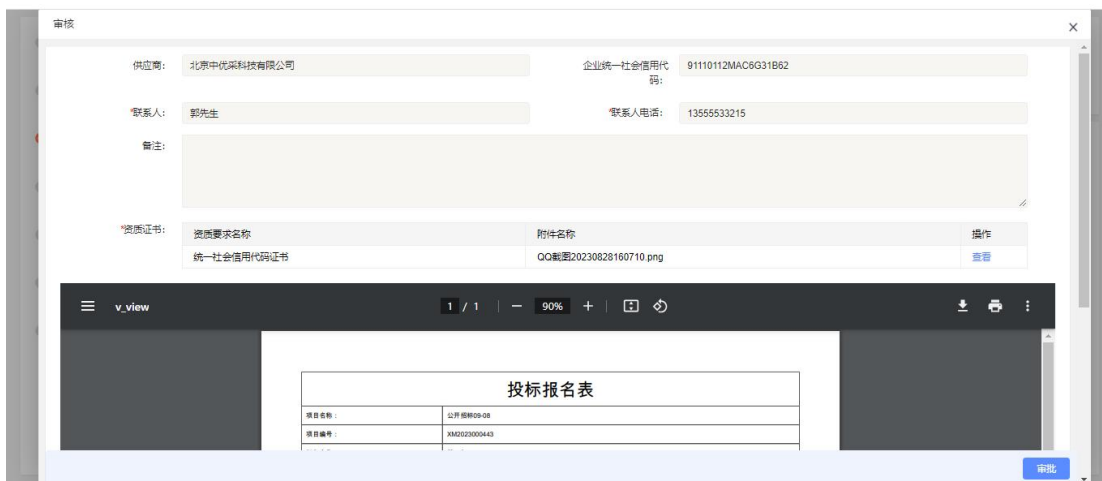 审核
供应商: 北京中优采科技有限公司 企业统一社会信用代码: 91110112MAC6G31B62
*联系人: 郭先生 *联系人电话: 13555533215
备注:
*资质证书: 资质要求名称 附件名称 操作
统一社会信用代码证书 QQ截图20230828160710.png 查看
v_view 1 / 1 90%
投标报名表
项目名称: 公开招标09-08
项目编号: XM2023000443
审批